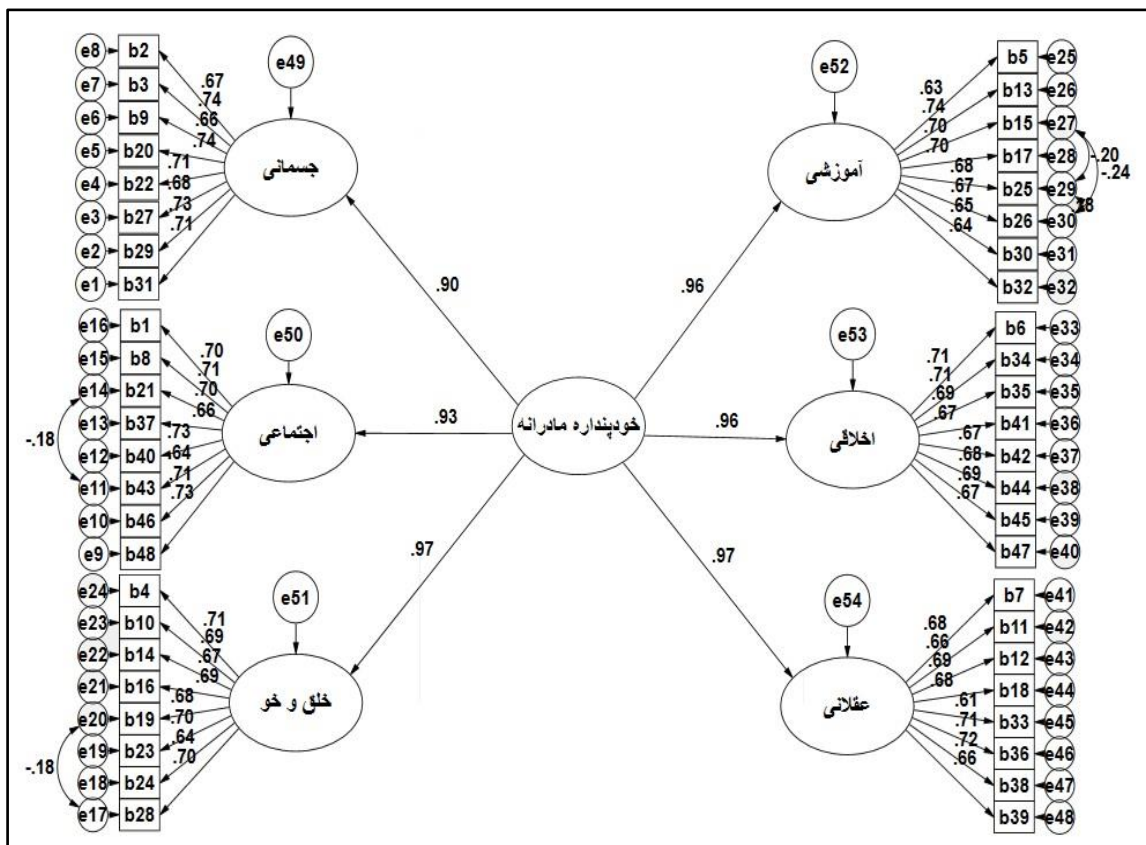 e8 b2
e7 b3
e6 b9
e5 b20
e4 b22
e3 b27
e2 b29
e1 b31
.67
.74
.66
.74
.71
.68
.73
.71
e49
جسمانی
.90
e52
آموزشی
.96
.63
.74
.70
.70
.68
.67
.65
.64
b5 e25
b13 e26
b15 e27
b17 e28
b25 e29
b26 e30
b30 e31
b32 e32
-.20
-.24
e16 b1
e15 b8
e14 b21
e13 b37
e12 b40
e11 b43
e10 b46
e9 b48
-.18
.70
.71
.70
.66
.73
.64
.71
.73
e50
اجتماعی
.93
خودپنداره مادرانه
.96
e53
اخلاقی
.71
.71
.69
.67
.67
.68
.69
.67
b6 e33
b34 e34
b35 e35
b41 e36
b42 e37
b44 e38
b45 e39
b47 e40
e24 b4
e23 b10
e22 b14
e21 b16
e20 b19
e19 b23
e18 b24
e17 b28
-.18
.71
.69
.67
.69
.68
.70
.64
.70
e51
خلق و خو
.97
.97
e54
عقلانی
.68
.66
.69
.68
.61
.71
.72
.66
b7 e41
b11 e42
b12 e43
b18 e44
b33 e45
b36 e46
b38 e47
b39 e48